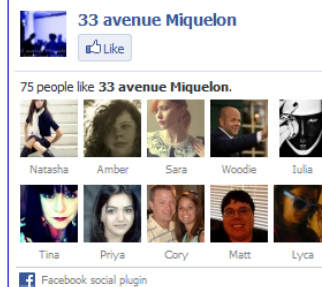 33 avenue Miquelon
Like
75 people like 33 avenue Miquelon.
Natasha Amber Sara Woodie Iulia
Tina Priya Cory Matt Lyca
Facebook social plugin